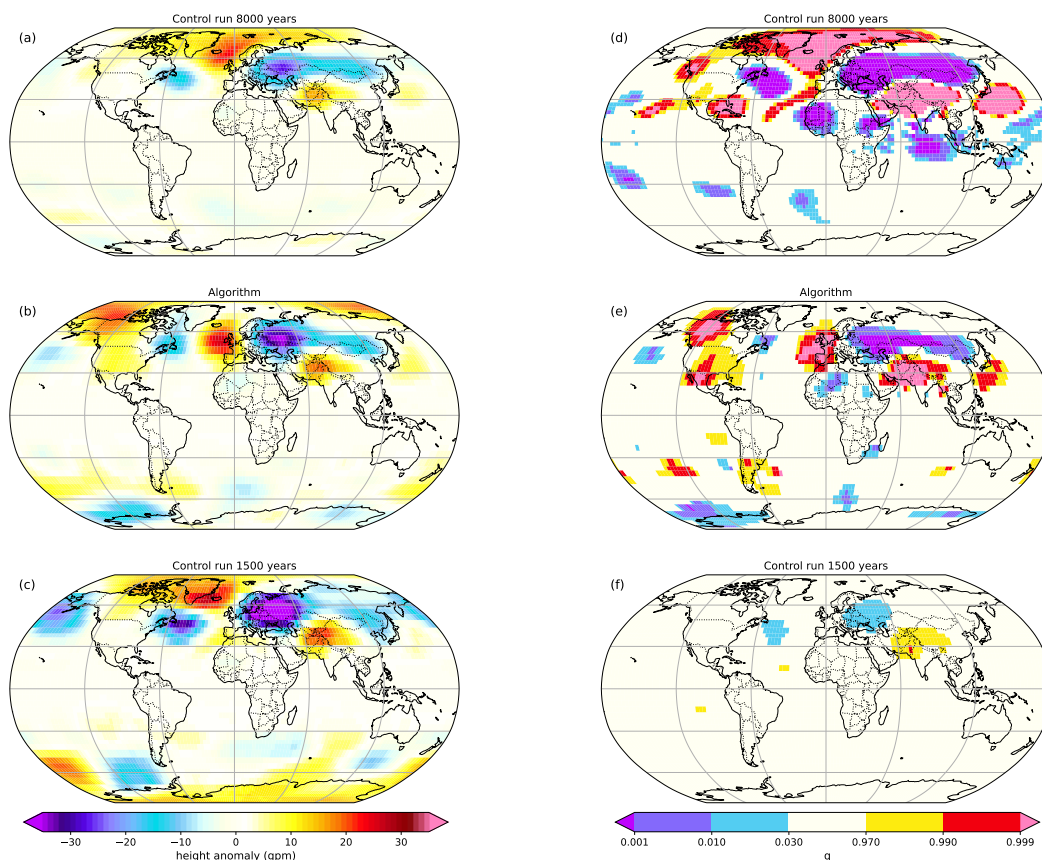 Control run 8000 years
(a)
Control run 8000 years
(d)
Algorithm
(b)
Algorithm
(e)
Control run 1500 years
(c)
Control run 1500 years
(f)
−30 −20 −10 0 10 20 30
height anomaly (gpm)
0.001 0.010 0.030 0.970 0.990 0.999
q